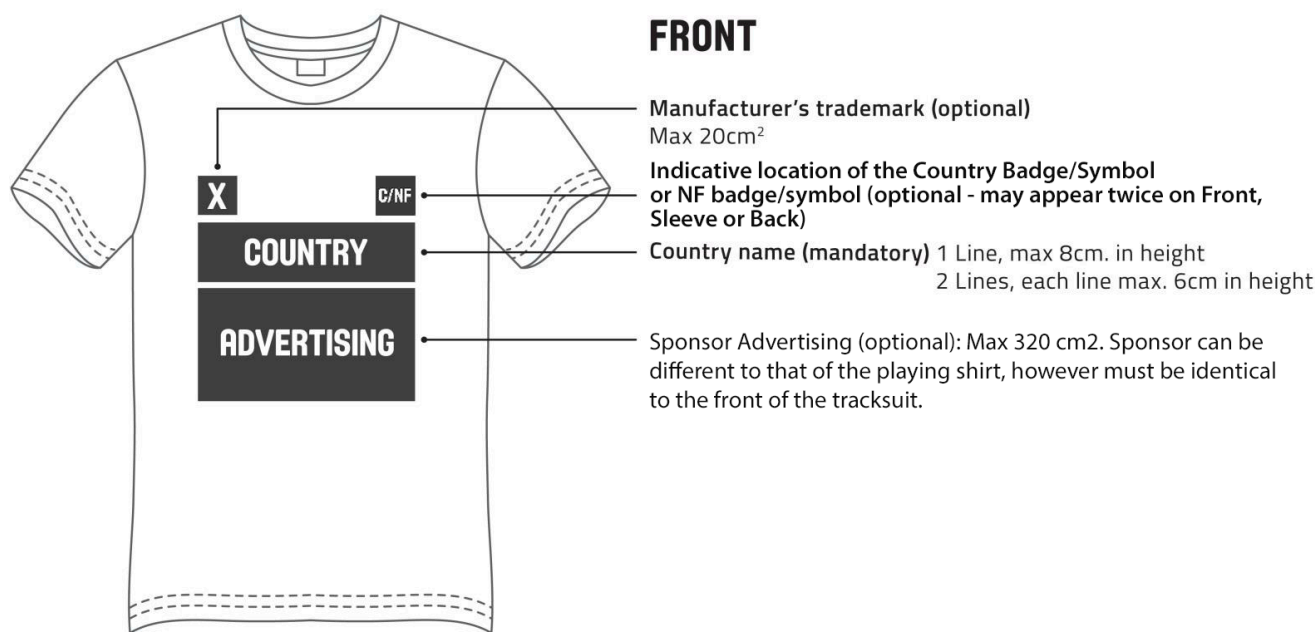 FRONT
Manufacturer's trademark (optional)
Max 20cm²
X
C/NF
Indicative location of the Country Badge/Symbol
or NF badge/symbol (optional - may appear twice on Front,
Sleeve or Back)
COUNTRY
Country name (mandatory) 1 Line, max 8cm. in height
2 Lines, each line max. 6cm in height
ADVERTISING
Sponsor Advertising (optional): Max 320 cm2. Sponsor can be
different to that of the playing shirt, however must be identical
to the front of the tracksuit.